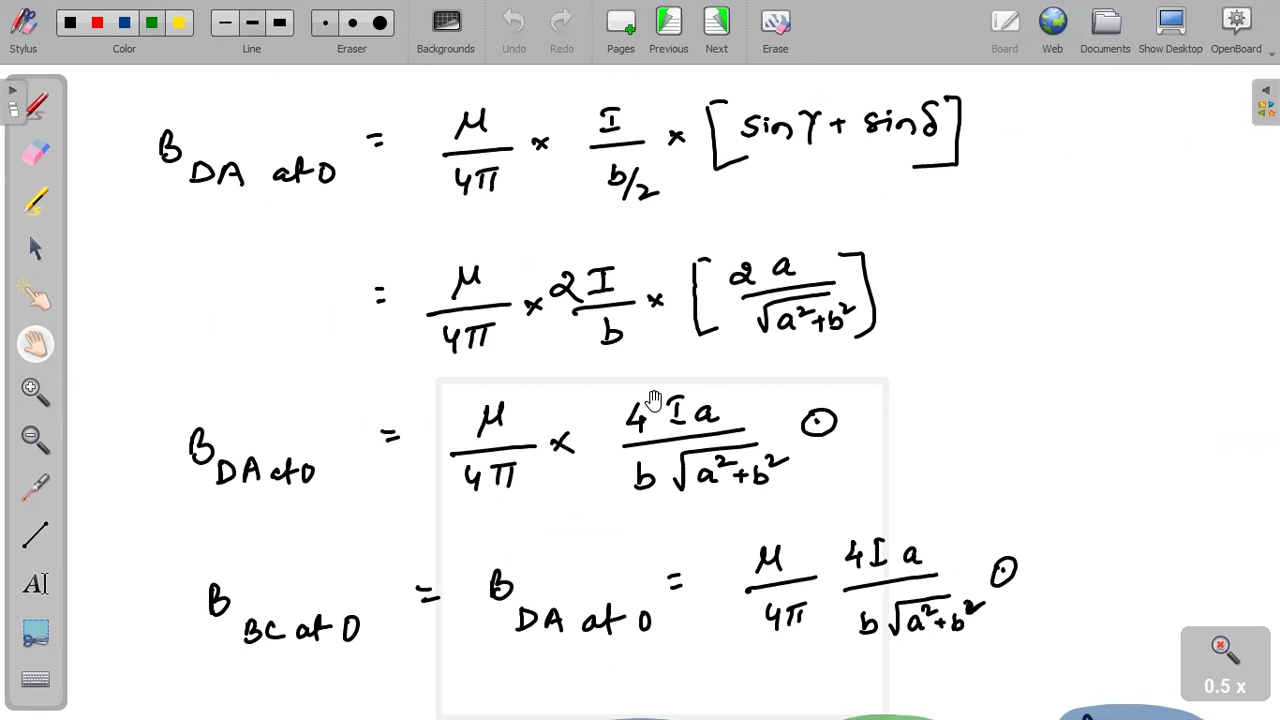 Stylus Color Line Eraser Backgrounds Undo Redo Pages Previous Next Erase Board Web Documents Show Desktop OpenBoard
B DA at O = μ/4π × I/(b/2) × [sin γ + sin δ]
= μ/4π × 2I/b × [2a/√(a²+b²)]
B DA at O = μ/4π × 4Ia/(b√(a²+b²)) ⊙
B BC at O = B DA at O = μ/4π 4Ia/(b√(a²+b²)) ⊙
0.5 x